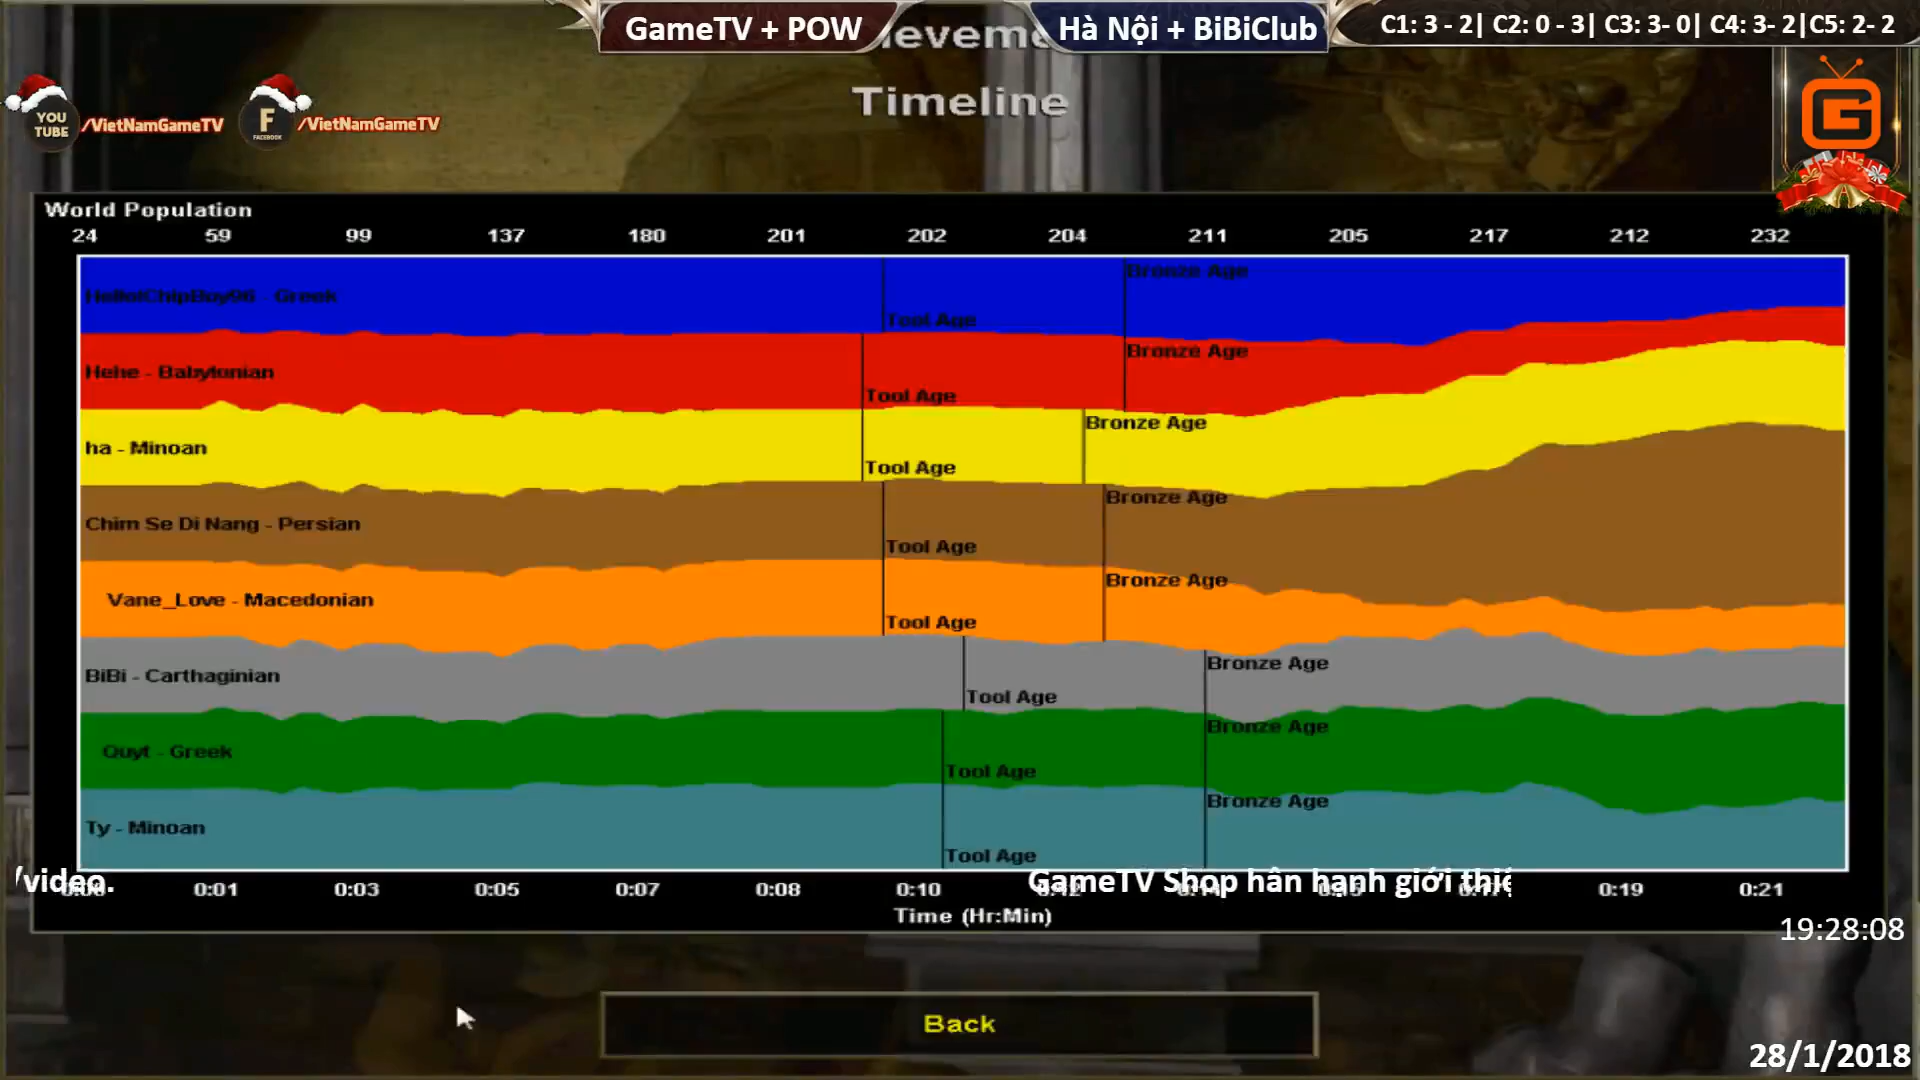 GameTV + POW
Hà Nội + BiBiClub
C1: 3 - 2| C2: 0 - 3| C3: 3- 0| C4: 3- 2|C5: 2- 2
Timeline
YOU TUBE /VietNamGameTV
F FACEBOOK /VietNamGameTV
G
World Population
24 59 99 137 180 201 202 204 211 205 217 212 232
HellotChipBoy96 - Greek
Tool Age
Bronze Age
Hehe - Babylonian
Tool Age
Bronze Age
ha - Minoan
Tool Age
Bronze Age
Chim Se Di Nang - Persian
Tool Age
Bronze Age
Vane_Love - Macedonian
Tool Age
Bronze Age
BiBi - Carthaginian
Tool Age
Bronze Age
Quyt - Greek
Tool Age
Bronze Age
Ty - Minoan
Tool Age
Bronze Age
/video.
GameTV Shop hân hạnh giới
0:01 0:03 0:05 0:07 0:08 0:10 0:19 0:21
Time (Hr:Min)
19:28:08
Back
28/1/2018